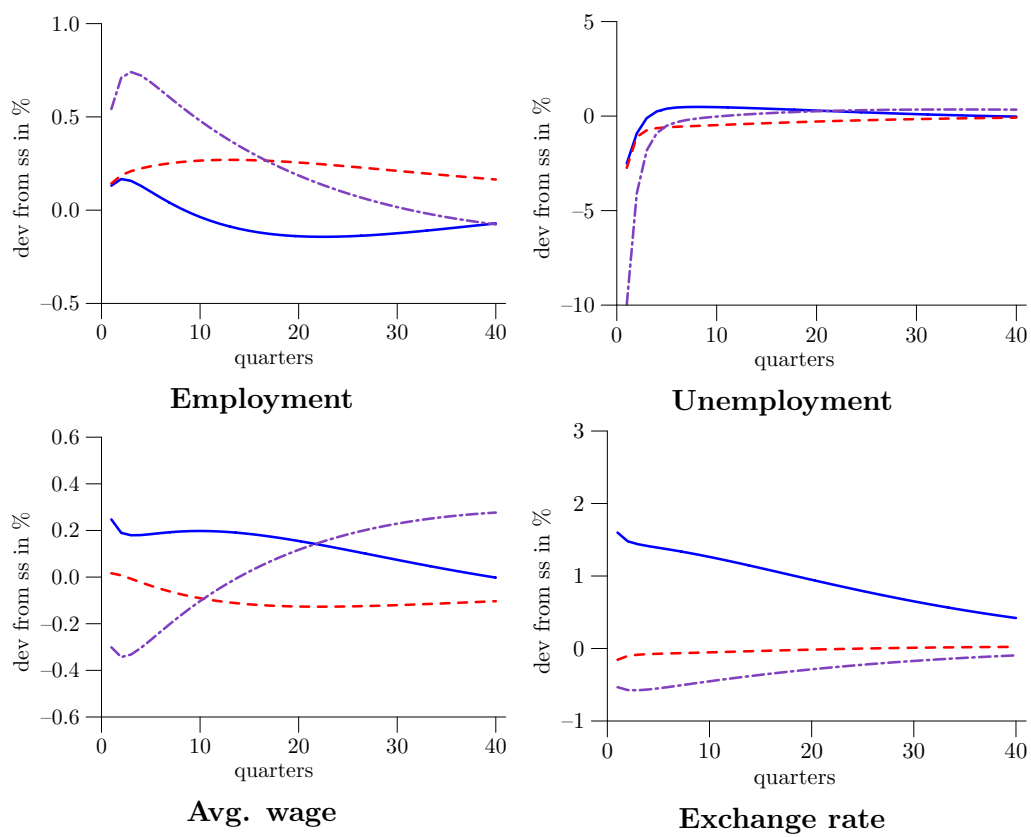 1.0
0.5
0.0
–0.5
dev from ss in %
0 10 20 30 40
quarters
Employment
5
0
–5
–10
dev from ss in %
0 10 20 30 40
quarters
Unemployment
0.6
0.4
0.2
0.0
–0.2
–0.4
–0.6
dev from ss in %
0 10 20 30 40
quarters
Avg. wage
3
2
1
0
–1
dev from ss in %
0 10 20 30 40
quarters
Exchange rate